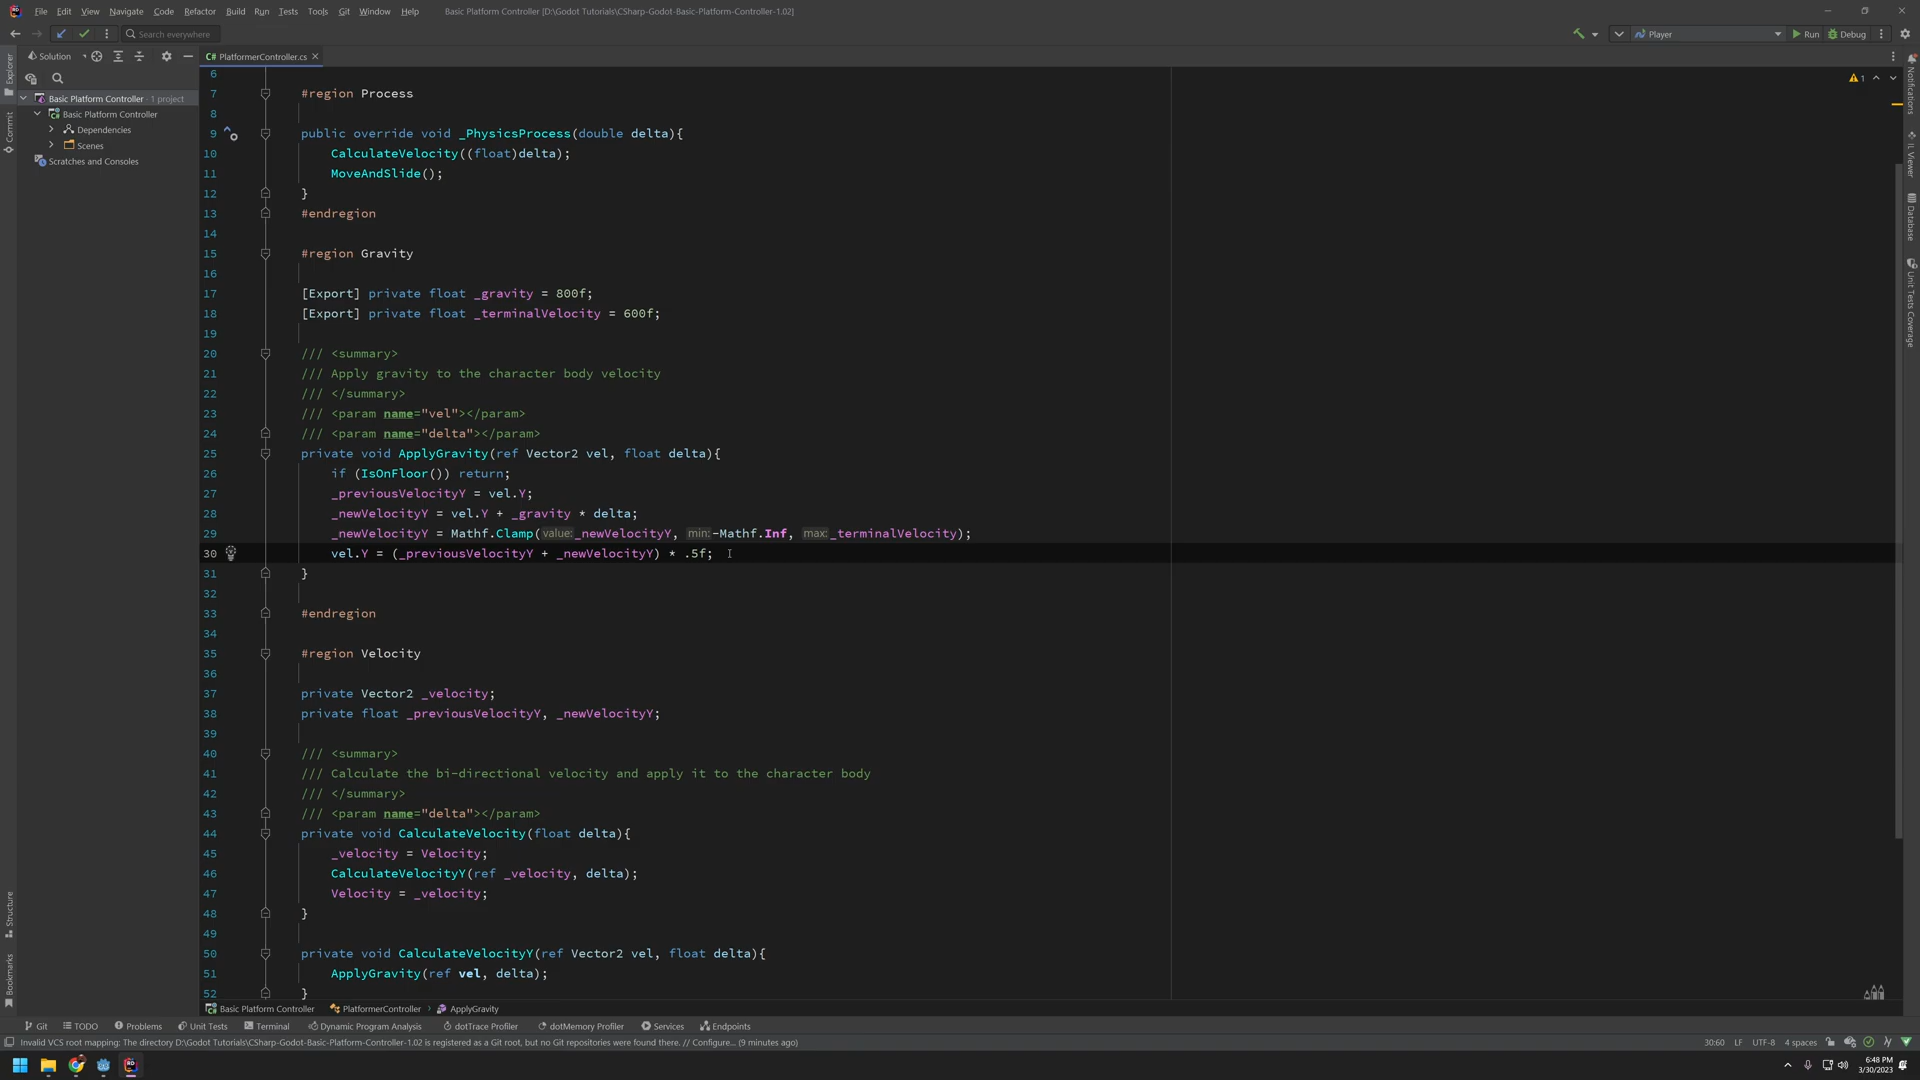 File Edit View Navigate Code Refactor Build Run Tests Tools Git Window Help Basic Platform Controller [D:\Godot Tutorials\CSharp-Godot-Basic-Platform-Controller-1.02]
Search everywhere Player Run Debug
Solution
C# PlatformerController.cs
Explorer
Commit
Structure
Bookmarks
Basic Platform Controller · 1 project
Basic Platform Controller
Dependencies
Scenes
Scratches and Consoles
1
Notifications
IL Viewer
Database
Unit Tests Coverage
6
7 #region Process
8
9 public override void _PhysicsProcess(double delta){
10 CalculateVelocity((float)delta);
11 MoveAndSlide();
12 }
13 #endregion
14
15 #region Gravity
16
17 [Export] private float _gravity = 800f;
18 [Export] private float _terminalVelocity = 600f;
19
20 /// <summary>
21 /// Apply gravity to the character body velocity
22 /// </summary>
23 /// <param name="vel"></param>
24 /// <param name="delta"></param>
25 private void ApplyGravity(ref Vector2 vel, float delta){
26 if (IsOnFloor()) return;
27 _previousVelocityY = vel.Y;
28 _newVelocityY = vel.Y + _gravity * delta;
29 _newVelocityY = Mathf.Clamp(value:_newVelocityY, min:-Mathf.Inf, max:_terminalVelocity);
30 vel.Y = (_previousVelocityY + _newVelocityY) * .5f;
31 }
32
33 #endregion
34
35 #region Velocity
36
37 private Vector2 _velocity;
38 private float _previousVelocityY, _newVelocityY;
39
40 /// <summary>
41 /// Calculate the bi-directional velocity and apply it to the character body
42 /// </summary>
43 /// <param name="delta"></param>
44 private void CalculateVelocity(float delta){
45 _velocity = Velocity;
46 CalculateVelocityY(ref _velocity, delta);
47 Velocity = _velocity;
48 }
49
50 private void CalculateVelocityY(ref Vector2 vel, float delta){
51 ApplyGravity(ref vel, delta);
52 }
Basic Platform Controller PlatformerController ApplyGravity
Git TODO Problems Unit Tests Terminal Dynamic Program Analysis dotTrace Profiler dotMemory Profiler Services Endpoints
Invalid VCS root mapping: The directory D:\Godot Tutorials\CSharp-Godot-Basic-Platform-Controller-1.02 is registered as a Git root, but no Git repositories were found there. // Configure... (9 minutes ago) 30:60 LF UTF-8 4 spaces
6:48 PM
3/30/2023